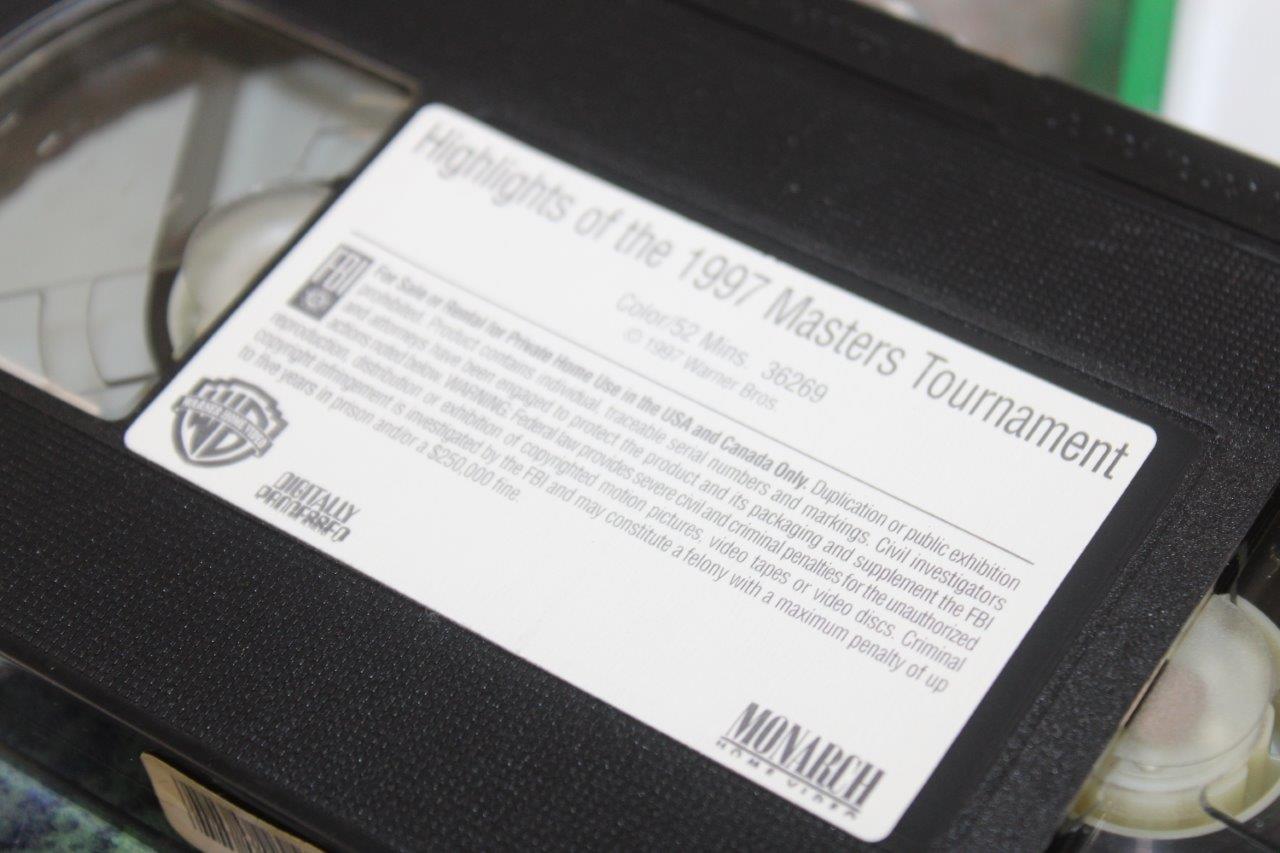 Highlights of the 1997 Masters Tournament
Color/52 Mins. 36269
© 1997 Warner Bros.
FBI
For Sale or Rental for Private Home Use in the USA and Canada Only. Duplication or public exhibition
prohibited. Product contains individual, traceable serial numbers and markings. Civil investigators
and attorneys have been engaged to protect the product and its packaging and supplement the FBI
actions noted below. WARNING: Federal law provides severe civil and criminal penalties for the unauthorized
reproduction, distribution or exhibition of copyrighted motion pictures, video tapes or video discs. Criminal
copyright infringement is investigated by the FBI and may constitute a felony with a maximum penalty of up
to five years in prison and/or a $250,000 fine.
DIGITALLY
PROCESSED
MONARCH
HOME VIDEO